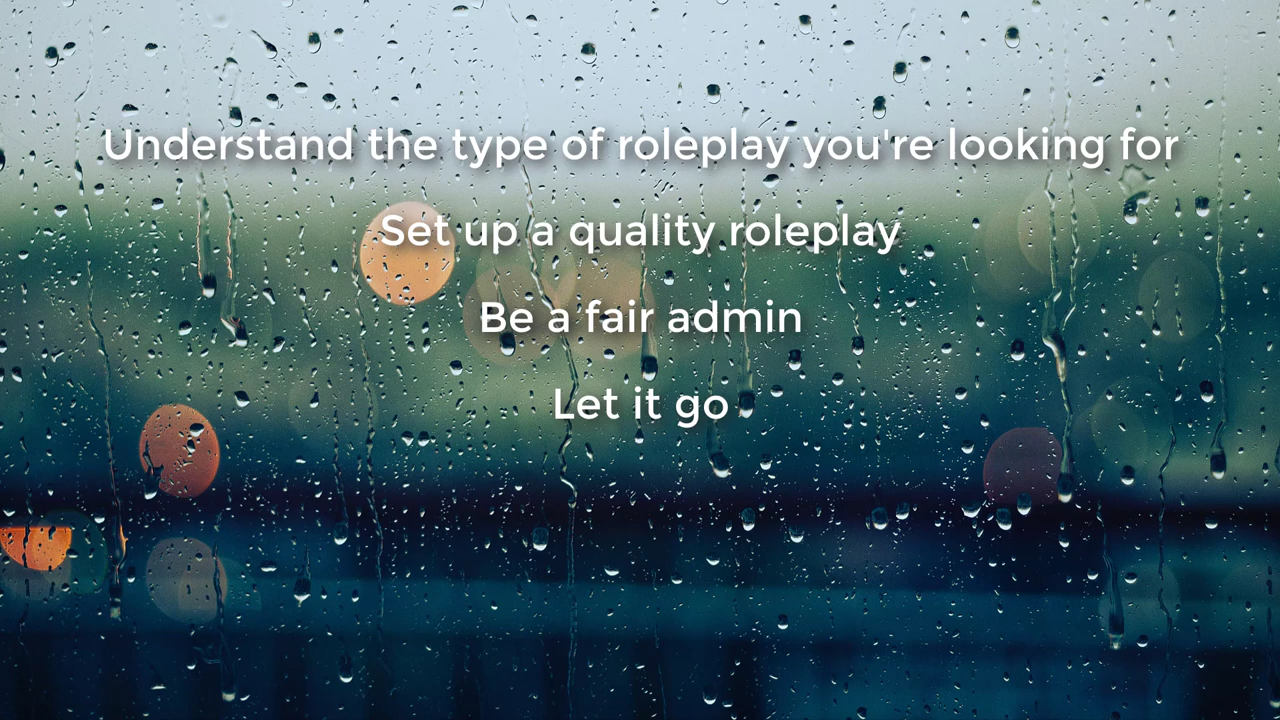 Understand the type of roleplay you're looking for
Set up a quality roleplay
Be a fair admin
Let it go